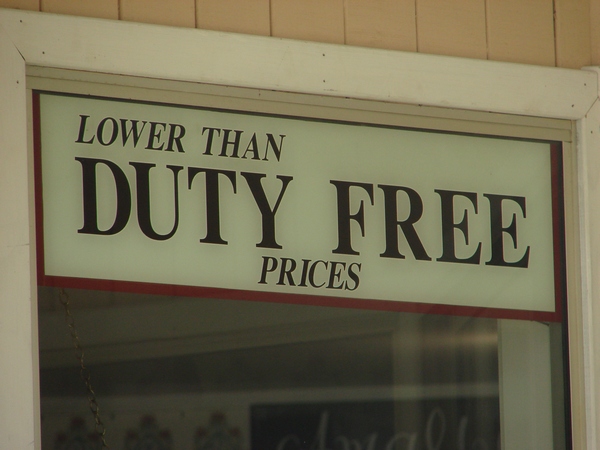 LOWER THAN
DUTY FREE
PRICES